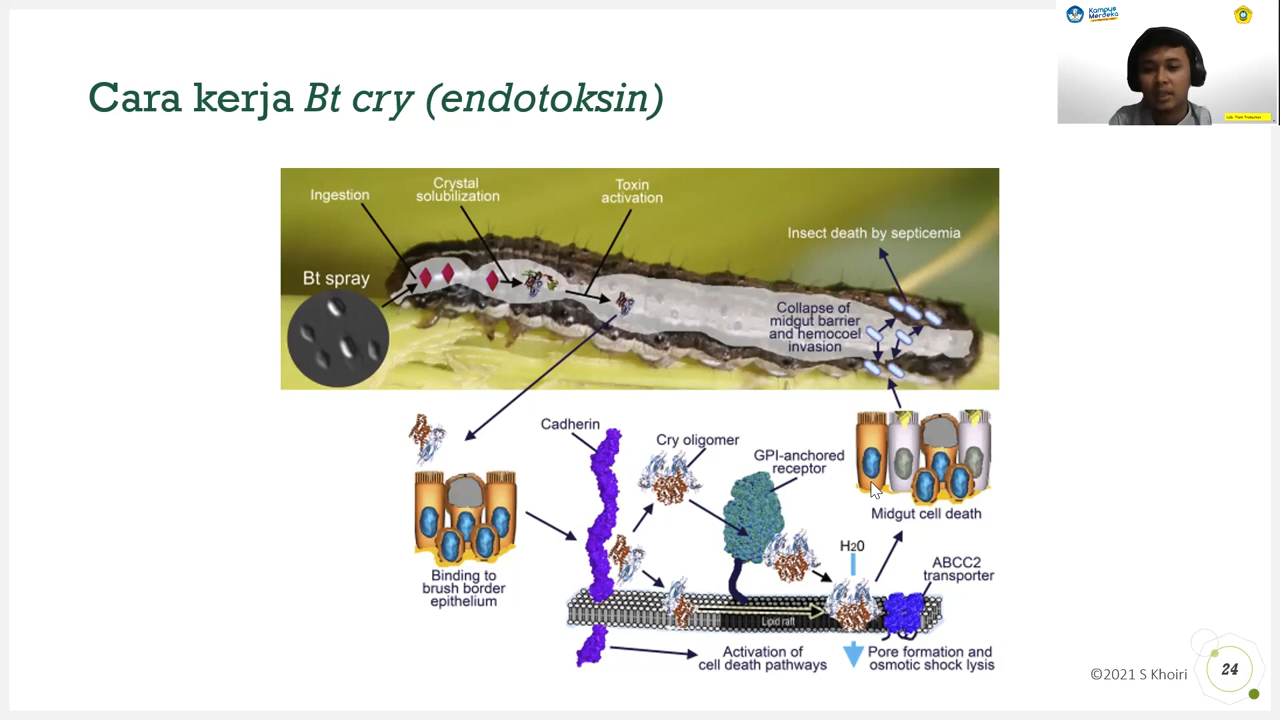 Kampus
Merdeka
Cara kerja Bt cry (endotoksin)
Ingestion
Crystal
solubilization
Toxin
activation
Insect death by septicemia
Bt spray
Collapse of
midgut barrier
and hemocoel
invasion
Cadherin
Cry oligomer
GPI-anchored
receptor
Midgut cell death
H20
ABCC2
transporter
Binding to
brush border
epithelium
Lipid raft
Activation of
cell death pathways
Pore formation and
osmotic shock lysis
©2021 S Khoiri
24